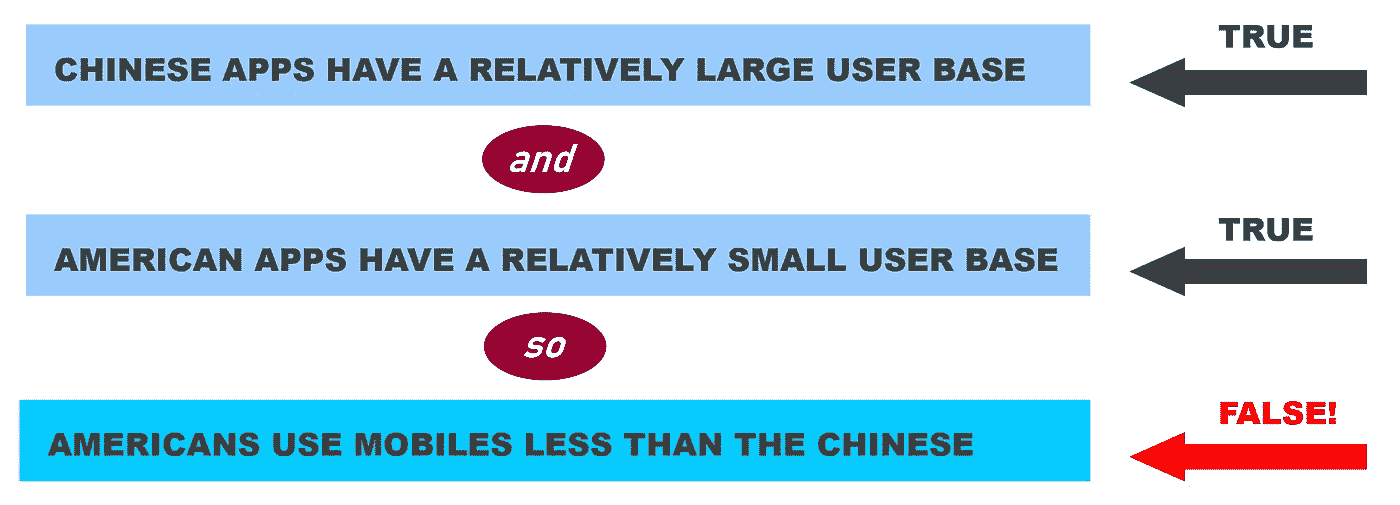 TRUE
CHINESE APPS HAVE A RELATIVELY LARGE USER BASE
and
TRUE
AMERICAN APPS HAVE A RELATIVELY SMALL USER BASE
so
FALSE!
AMERICANS USE MOBILES LESS THAN THE CHINESE